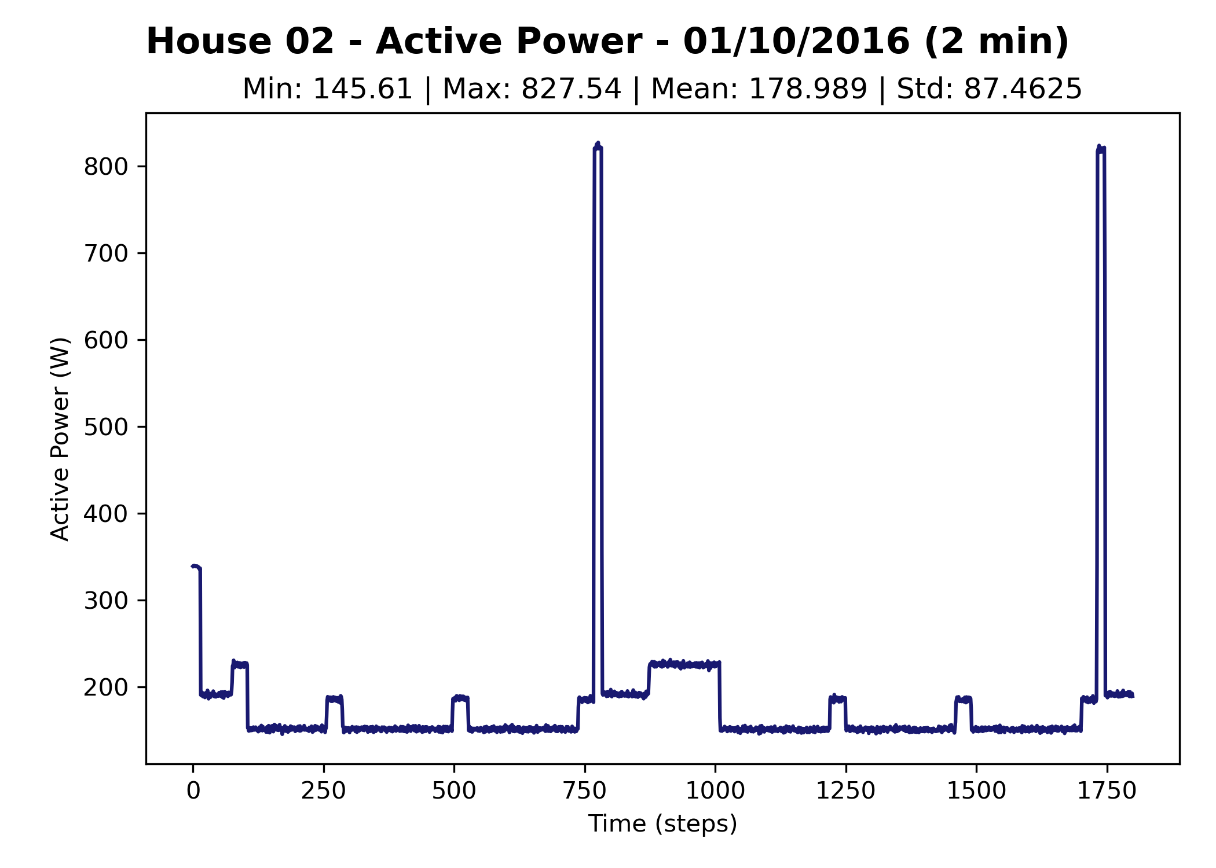 House 02 - Active Power - 01/10/2016 (2 min)
Min: 145.61 | Max: 827.54 | Mean: 178.989 | Std: 87.4625
800
700
600
500
400
300
200
Active Power (W)
0 250 500 750 1000 1250 1500 1750
Time (steps)